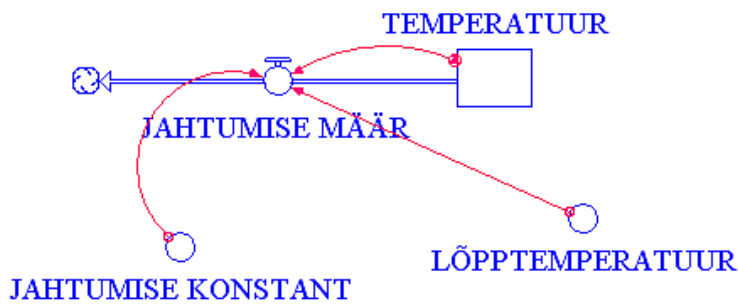 TEMPERATUUR
JAHTUMISE MÄÄR
LÕPPTEMPERATUUR
JAHTUMISE KONSTANT